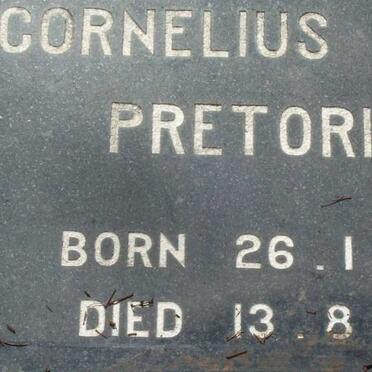 CORNELIUS
PRETORI
BORN 26.1
DIED 13.8